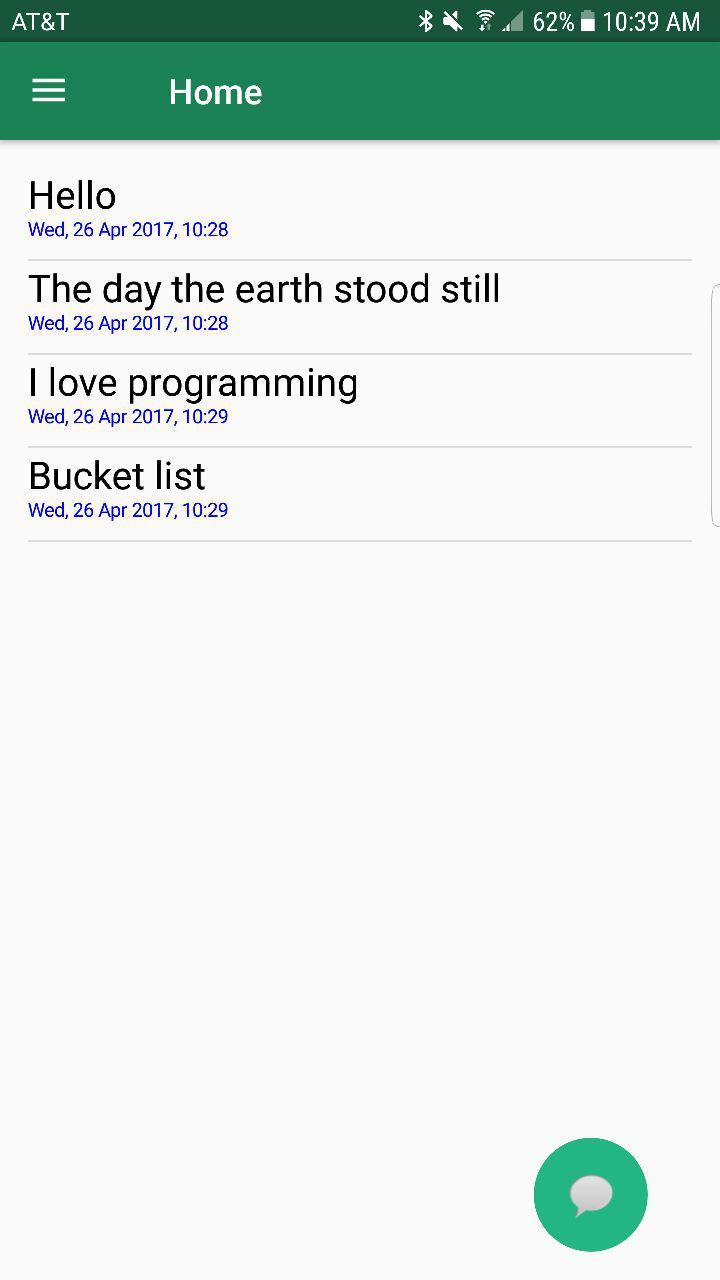 AT&T 62% 10:39 AM
Home
Hello
Wed, 26 Apr 2017, 10:28
The day the earth stood still
Wed, 26 Apr 2017, 10:28
I love programming
Wed, 26 Apr 2017, 10:29
Bucket list
Wed, 26 Apr 2017, 10:29